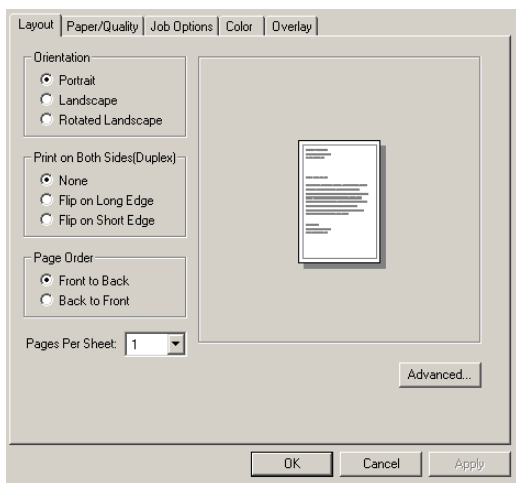 Layout Paper/Quality Job Options Color Overlay
Orientation
Portrait
Landscape
Rotated Landscape
Print on Both Sides(Duplex)
None
Flip on Long Edge
Flip on Short Edge
Page Order
Front to Back
Back to Front
Pages Per Sheet: 1
Advanced...
OK Cancel Apply